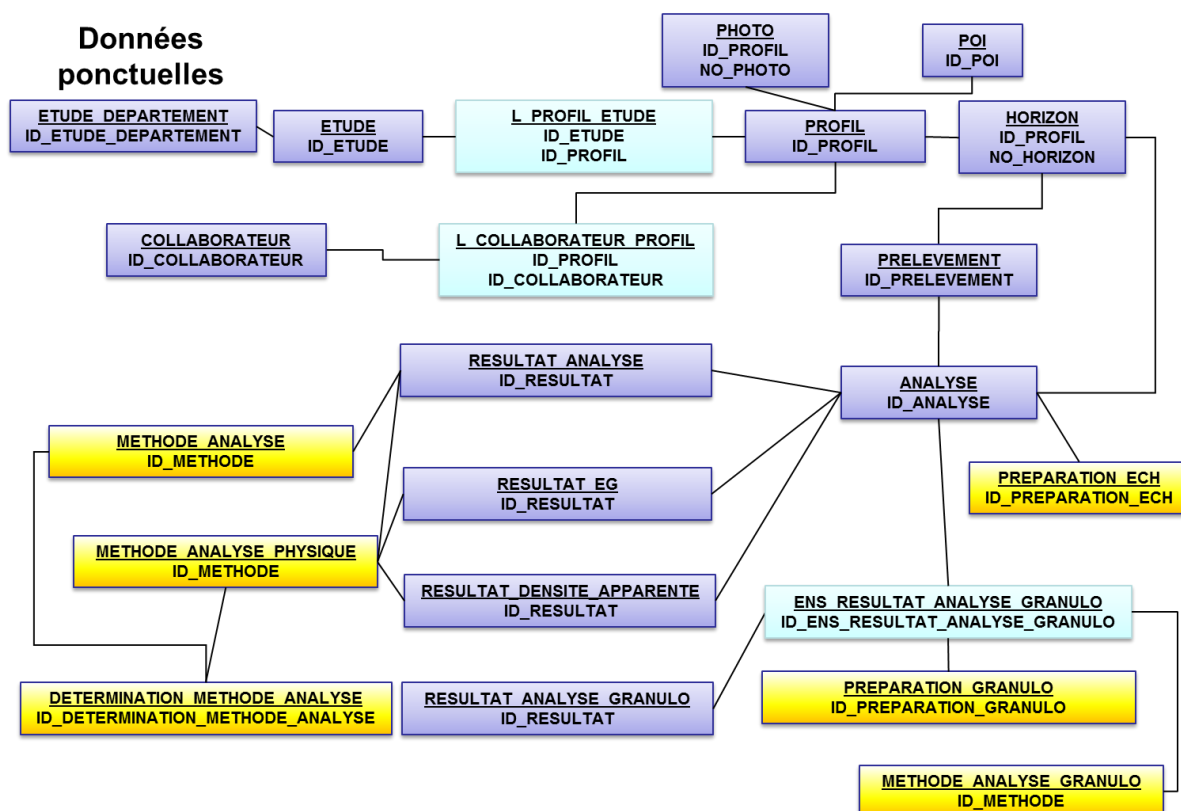 Données
ponctuelles
PHOTO
ID_PROFIL
NO_PHOTO
POI
ID_POI
ETUDE_DEPARTEMENT
ID_ETUDE_DEPARTEMENT
ETUDE
ID_ETUDE
L_PROFIL_ETUDE
ID_ETUDE
ID_PROFIL
PROFIL
ID_PROFIL
HORIZON
ID_PROFIL
NO_HORIZON
COLLABORATEUR
ID_COLLABORATEUR
L_COLLABORATEUR_PROFIL
ID_PROFIL
ID_COLLABORATEUR
PRELEVEMENT
ID_PRELEVEMENT
RESULTAT_ANALYSE
ID_RESULTAT
ANALYSE
ID_ANALYSE
METHODE_ANALYSE
ID_METHODE
RESULTAT_EG
ID_RESULTAT
PREPARATION_ECH
ID_PREPARATION_ECH
METHODE_ANALYSE_PHYSIQUE
ID_METHODE
RESULTAT_DENSITE_APPARENTE
ID_RESULTAT
ENS_RESULTAT_ANALYSE_GRANULO
ID_ENS_RESULTAT_ANALYSE_GRANULO
DETERMINATION_METHODE_ANALYSE
ID_DETERMINATION_METHODE_ANALYSE
RESULTAT_ANALYSE_GRANULO
ID_RESULTAT
PREPARATION_GRANULO
ID_PREPARATION_GRANULO
METHODE_ANALYSE_GRANULO
ID_METHODE